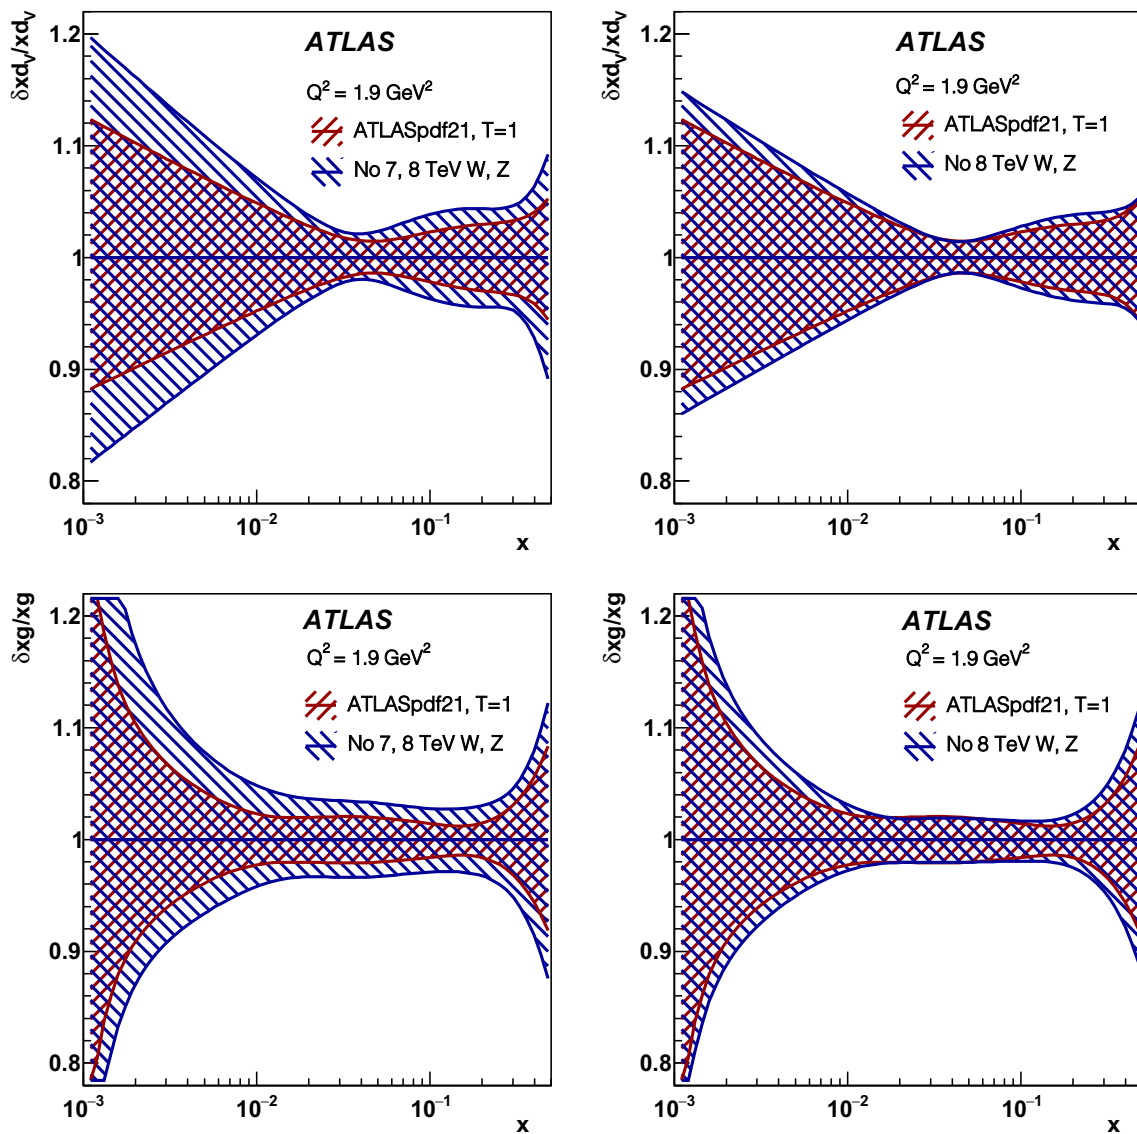 δxd_V/xd_V
1.2
1.1
1
0.9
0.8
ATLAS
Q² = 1.9 GeV²
ATLASpdf21, T=1
No 7, 8 TeV W, Z
10⁻³ 10⁻² 10⁻¹
x
δxd_V/xd_V
1.2
1.1
1
0.9
0.8
ATLAS
Q² = 1.9 GeV²
ATLASpdf21, T=1
No 8 TeV W, Z
10⁻³ 10⁻² 10⁻¹
x
δxg/xg
1.2
1.1
1
0.9
0.8
ATLAS
Q² = 1.9 GeV²
ATLASpdf21, T=1
No 7, 8 TeV W, Z
10⁻³ 10⁻² 10⁻¹
x
δxg/xg
1.2
1.1
1
0.9
0.8
ATLAS
Q² = 1.9 GeV²
ATLASpdf21, T=1
No 8 TeV W, Z
10⁻³ 10⁻² 10⁻¹
x